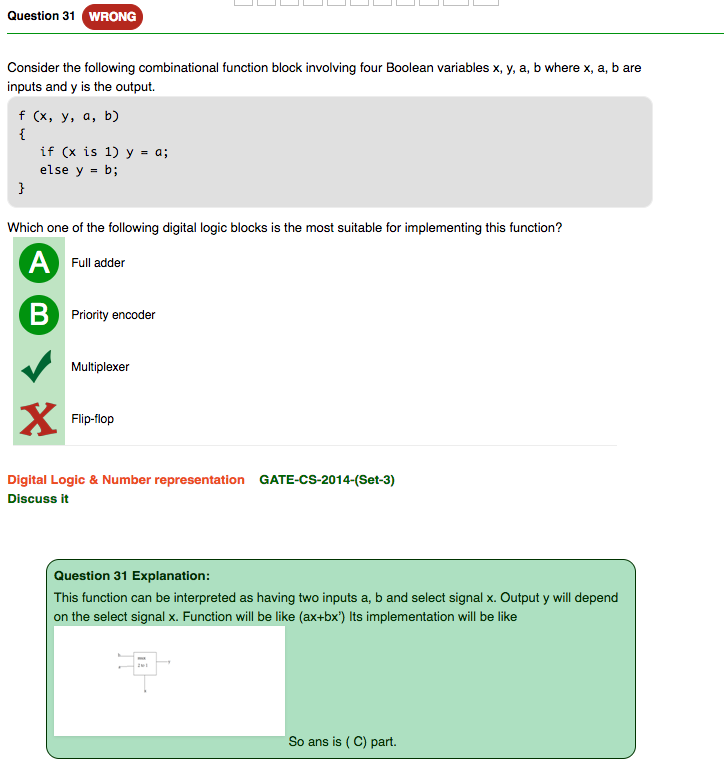 Question 31 WRONG
Consider the following combinational function block involving four Boolean variables x, y, a, b where x, a, b are
inputs and y is the output.
f (x, y, a, b)
{
if (x is 1) y = a;
else y = b;
}
Which one of the following digital logic blocks is the most suitable for implementing this function?
A Full adder
B Priority encoder
Multiplexer
Flip-flop
Digital Logic & Number representation GATE-CS-2014-(Set-3)
Discuss it
Question 31 Explanation:
This function can be interpreted as having two inputs a, b and select signal x. Output y will depend
on the select signal x. Function will be like (ax+bx’) Its implementation will be like
So ans is ( C) part.